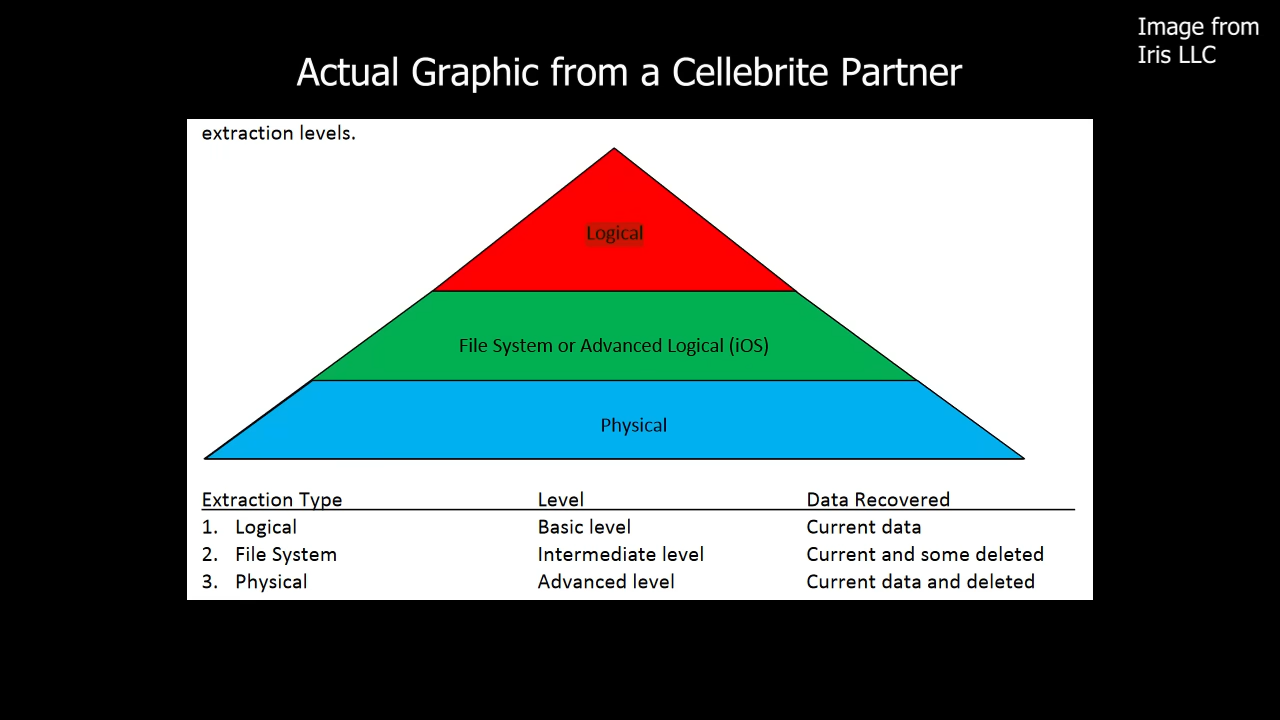 Image from
Iris LLC
Actual Graphic from a Cellebrite Partner
extraction levels.
Logical
File System or Advanced Logical (iOS)
Physical
Extraction Type Level Data Recovered
1. Logical Basic level Current data
2. File System Intermediate level Current and some deleted
3. Physical Advanced level Current data and deleted